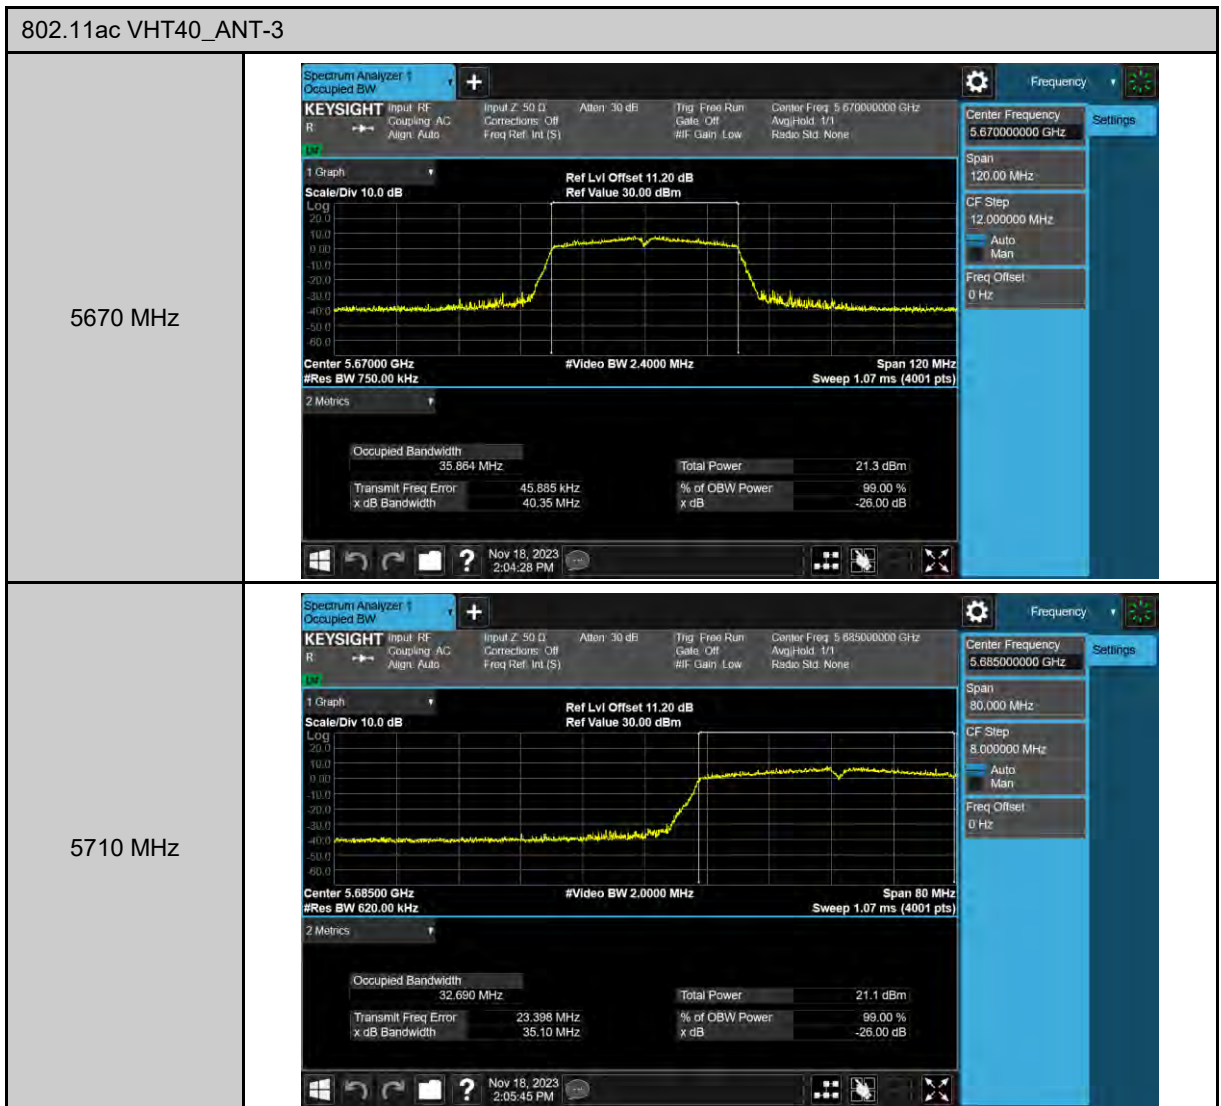 802.11ac VHT40_ANT-3
5670 MHz
Spectrum Analyzer 1
Occupied BW
KEYSIGHT
R
Input: RF
Coupling: AC
Align: Auto
Input Z: 50 Ω
Corrections: Off
Freq Ref: Int (S)
Atten: 30 dB
Trig: Free Run
Gate: Off
#IF Gain: Low
Center Freq: 5.670000000 GHz
Avg|Hold: 1/1
Radio Std: None
1 Graph
Scale/Div 10.0 dB
Ref Lvl Offset 11.20 dB
Ref Value 30.00 dBm
Log
20.0
10.0
0.00
-10.0
-20.0
-30.0
-40.0
-50.0
-60.0
Center 5.67000 GHz
#Res BW 750.00 kHz
#Video BW 2.4000 MHz
Span 120 MHz
Sweep 1.07 ms (4001 pts)
2 Metrics
Occupied Bandwidth
35.864 MHz
Total Power 21.3 dBm
Transmit Freq Error 45.885 kHz
% of OBW Power 99.00 %
x dB Bandwidth 40.35 MHz
x dB -26.00 dB
?
Nov 18, 2023
2:04:28 PM
Frequency
Settings
Center Frequency
5.670000000 GHz
Span
120.00 MHz
CF Step
12.000000 MHz
Auto
Man
Freq Offset
0 Hz
5710 MHz
Spectrum Analyzer 1
Occupied BW
KEYSIGHT
R
Input: RF
Coupling: AC
Align: Auto
Input Z: 50 Ω
Corrections: Off
Freq Ref: Int (S)
Atten: 30 dB
Trig: Free Run
Gate: Off
#IF Gain: Low
Center Freq: 5.685000000 GHz
Avg|Hold: 1/1
Radio Std: None
1 Graph
Scale/Div 10.0 dB
Ref Lvl Offset 11.20 dB
Ref Value 30.00 dBm
Log
20.0
10.0
0.00
-10.0
-20.0
-30.0
-40.0
-50.0
-60.0
Center 5.68500 GHz
#Res BW 620.00 kHz
#Video BW 2.0000 MHz
Span 80 MHz
Sweep 1.07 ms (4001 pts)
2 Metrics
Occupied Bandwidth
32.690 MHz
Total Power 21.1 dBm
Transmit Freq Error 23.398 MHz
% of OBW Power 99.00 %
x dB Bandwidth 35.10 MHz
x dB -26.00 dB
?
Nov 18, 2023
2:05:45 PM
Frequency
Settings
Center Frequency
5.685000000 GHz
Span
80.000 MHz
CF Step
8.000000 MHz
Auto
Man
Freq Offset
0 Hz